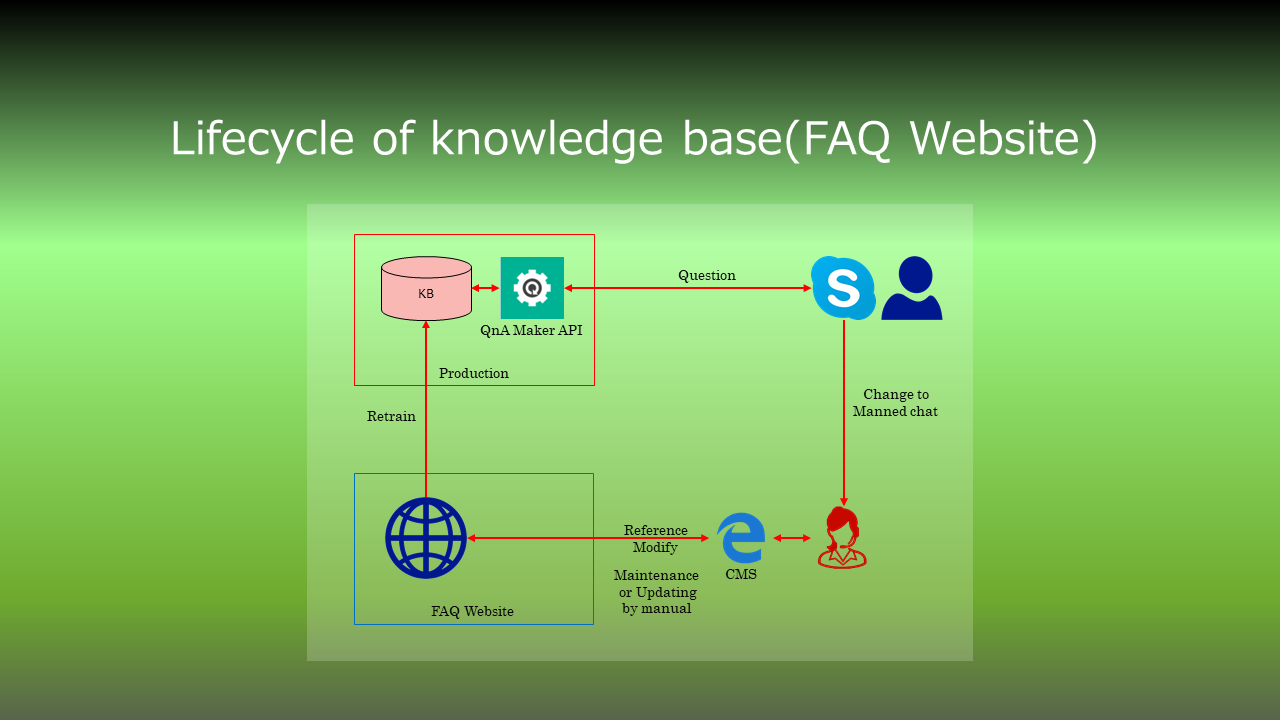 Lifecycle of knowledge base(FAQ Website)
KB
QnA Maker API
Production
Question
Change to
Manned chat
Retrain
Reference
Modify
Maintenance
or Updating
by manual
CMS
FAQ Website